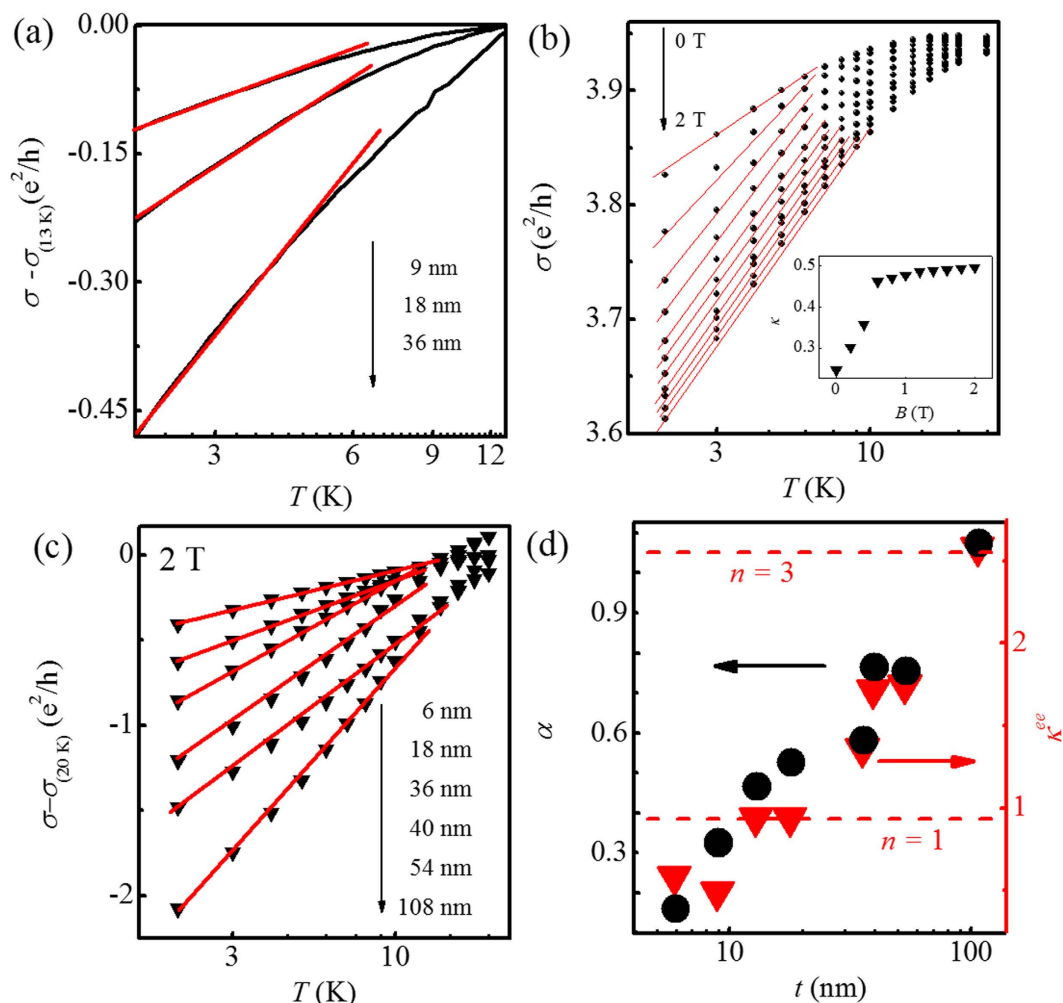 (a)
0.00
-0.15
-0.30
-0.45
σ -σ(13 K)(e²/h)
9 nm
18 nm
36 nm
3
6
9
12
T (K)
(b)
0 T
2 T
3.9
3.8
3.7
3.6
σ (e²/h)
0.5
0.3
κ
0
1
2
B (T)
3
10
T (K)
(c)
2 T
0
-1
-2
σ–σ(20 K) (e²/h)
6 nm
18 nm
36 nm
40 nm
54 nm
108 nm
3
10
T (K)
(d)
n = 3
0.9
0.6
0.3
α
2
1
κᵉᵉ
n = 1
10
100
t (nm)